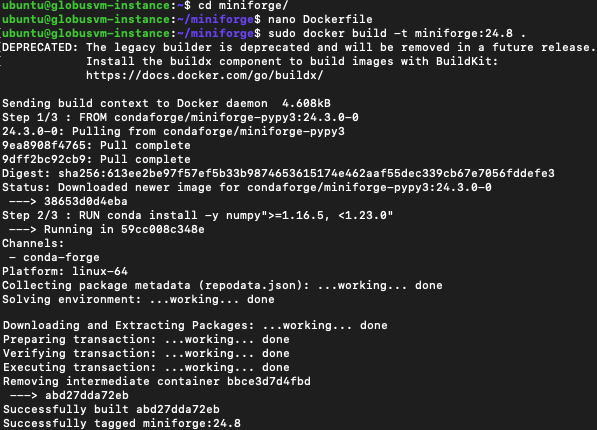 ubuntu@globusvm-instance:~$ cd miniforge/
[ubuntu@globusvm-instance:~/miniforge$ nano Dockerfile
[ubuntu@globusvm-instance:~/miniforge$ sudo docker build -t miniforge:24.8 .
[DEPRECATED: The legacy builder is deprecated and will be removed in a future release.
[ Install the buildx component to build images with BuildKit:
https://docs.docker.com/go/buildx/
Sending build context to Docker daemon 4.608kB
Step 1/3 : FROM condaforge/miniforge-pypy3:24.3.0-0
24.3.0-0: Pulling from condaforge/miniforge-pypy3
9ea8908f4765: Pull complete
9dff2bc92cb9: Pull complete
Digest: sha256:613ee2be97f57ef5b33b9874653615174e462aaf55dec339cb67e7056fddefe3
Status: Downloaded newer image for condaforge/miniforge-pypy3:24.3.0-0
---> 38653d0d4eba
Step 2/3 : RUN conda install -y numpy">=1.16.5, <1.23.0"
---> Running in 59cc008c348e
Channels:
- conda-forge
Platform: linux-64
Collecting package metadata (repodata.json): ...working... done
Solving environment: ...working... done
Downloading and Extracting Packages: ...working... done
Preparing transaction: ...working... done
Verifying transaction: ...working... done
Executing transaction: ...working... done
Removing intermediate container bbce3d7d4fbd
---> abd27dda72eb
Successfully built abd27dda72eb
Successfully tagged miniforge:24.8